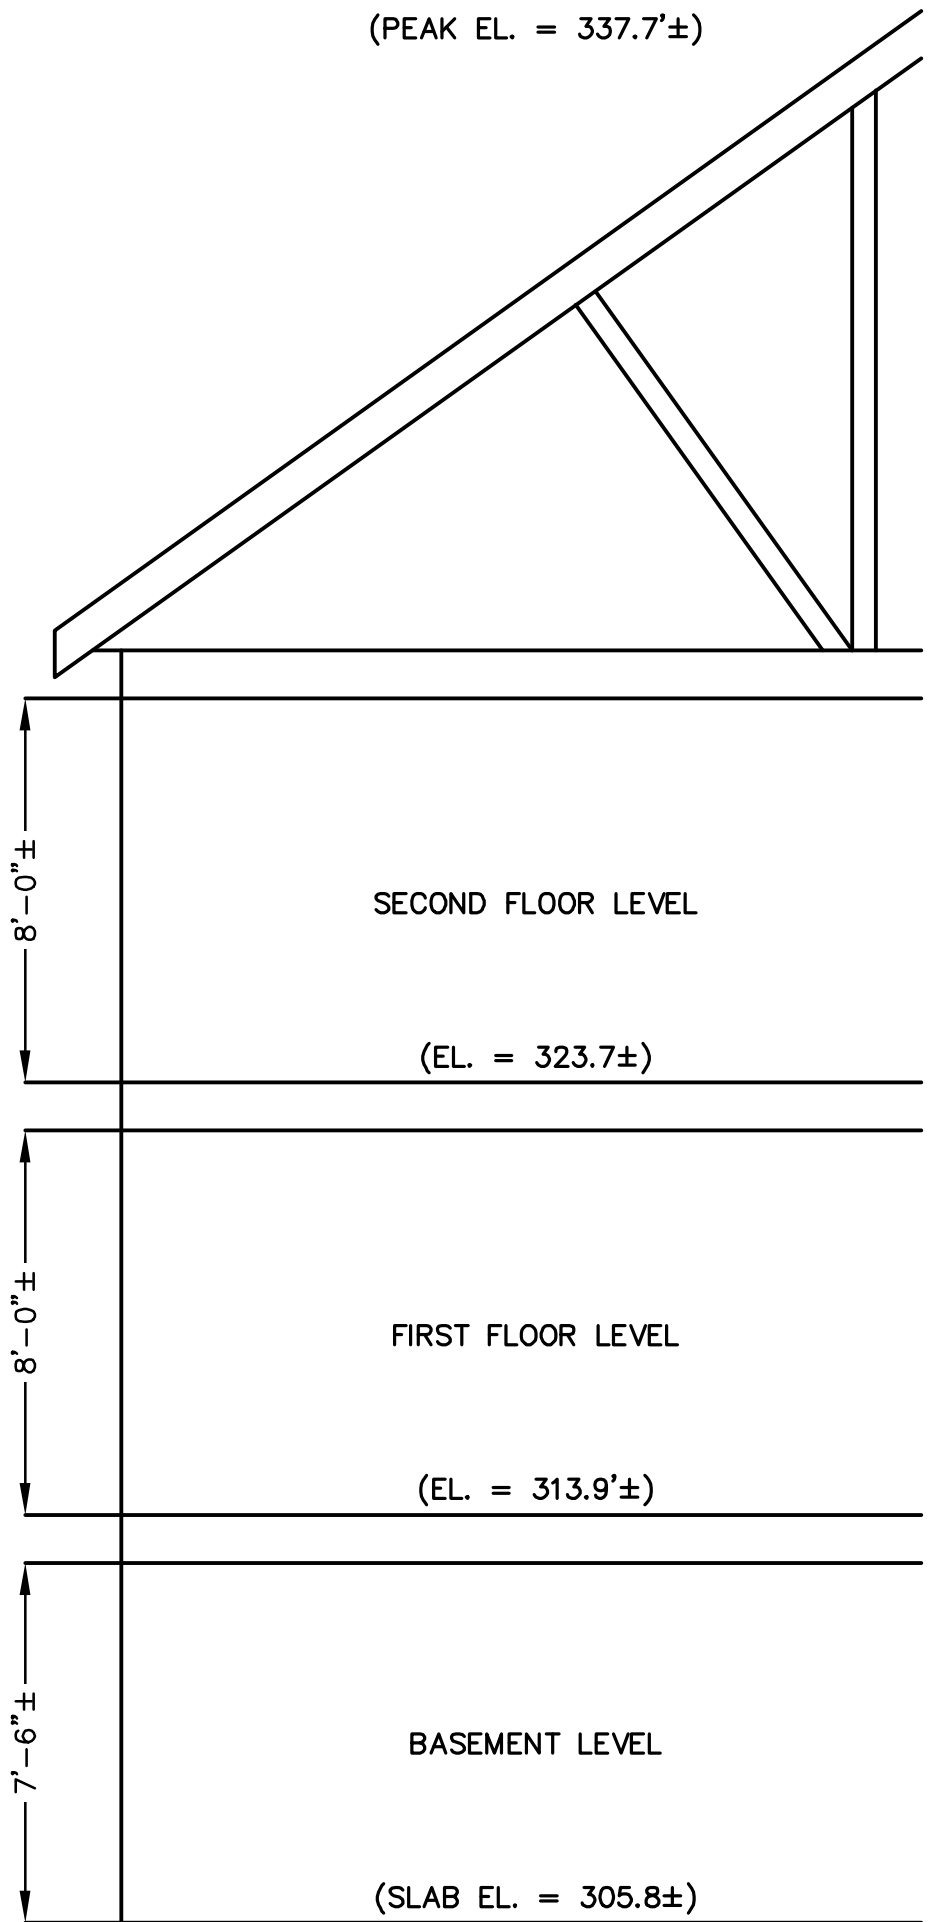 (PEAK EL. = 337.7'±)
8'-0"±
SECOND FLOOR LEVEL
(EL. = 323.7±)
8'-0"±
FIRST FLOOR LEVEL
(EL. = 313.9'±)
7'-6"±
BASEMENT LEVEL
(SLAB EL. = 305.8±)